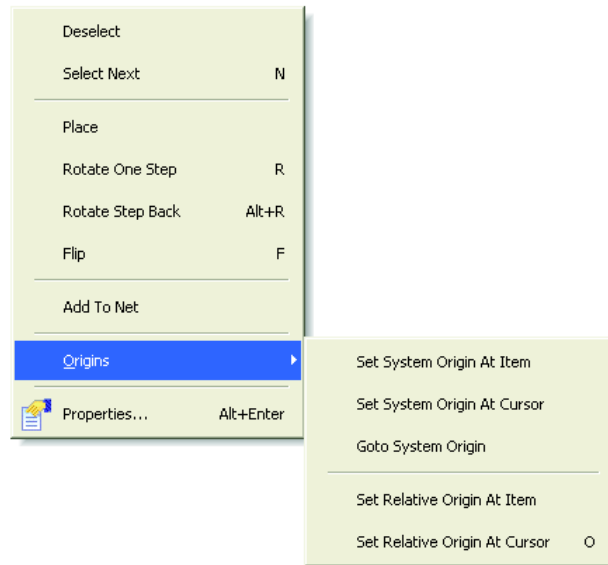 Deselect
Select Next N
Place
Rotate One Step R
Rotate Step Back Alt+R
Flip F
Add To Net
Origins
Properties... Alt+Enter
Set System Origin At Item
Set System Origin At Cursor
Goto System Origin
Set Relative Origin At Item
Set Relative Origin At Cursor O